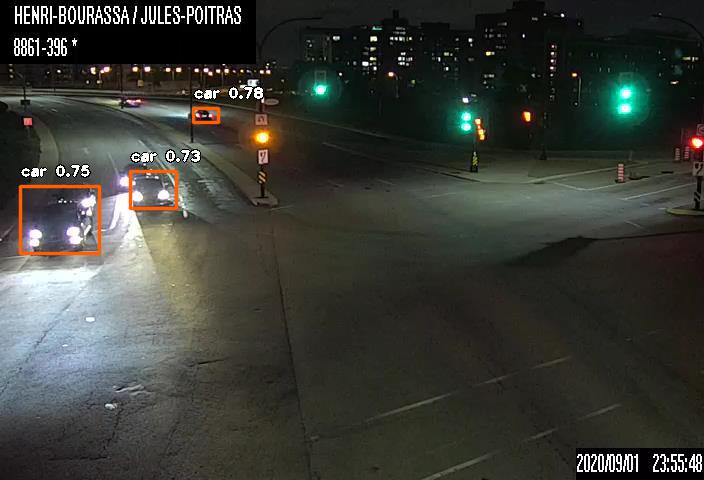 HENRI-BOURASSA / JULES-POITRAS
8861-396 *
car 0.78
car 0.73
car 0.75
2020/09/01 23:55:48